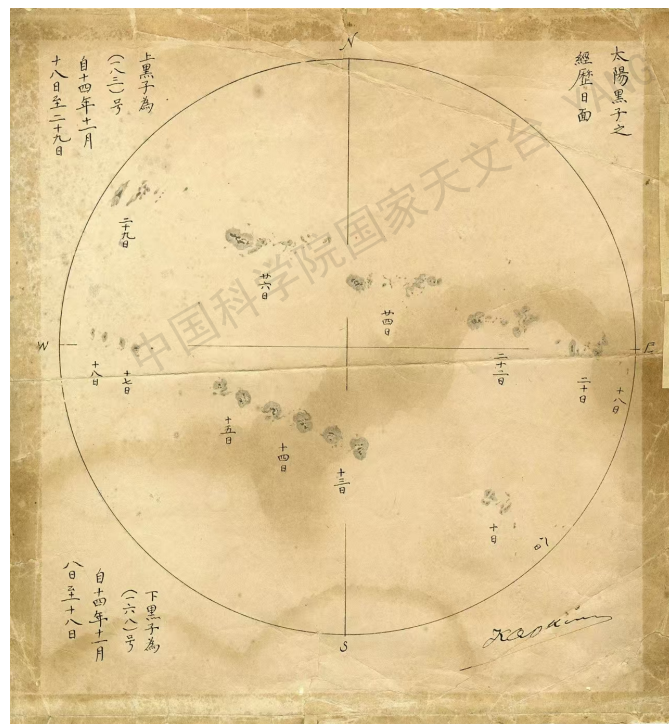 太陽黑子之
經歷日面
上黑子為
(一八三)号
自十四年十一月
十八日至二十九日
N
二十九日
廿六日
廿四日
二十二日
二十日
十八日
W
E
十八日
十七日
十五日
十四日
十三日
十日
S
下黑子為
(一六八)号
自十四年十一月
八日至十八日
中国科学院国家天文台 YANG